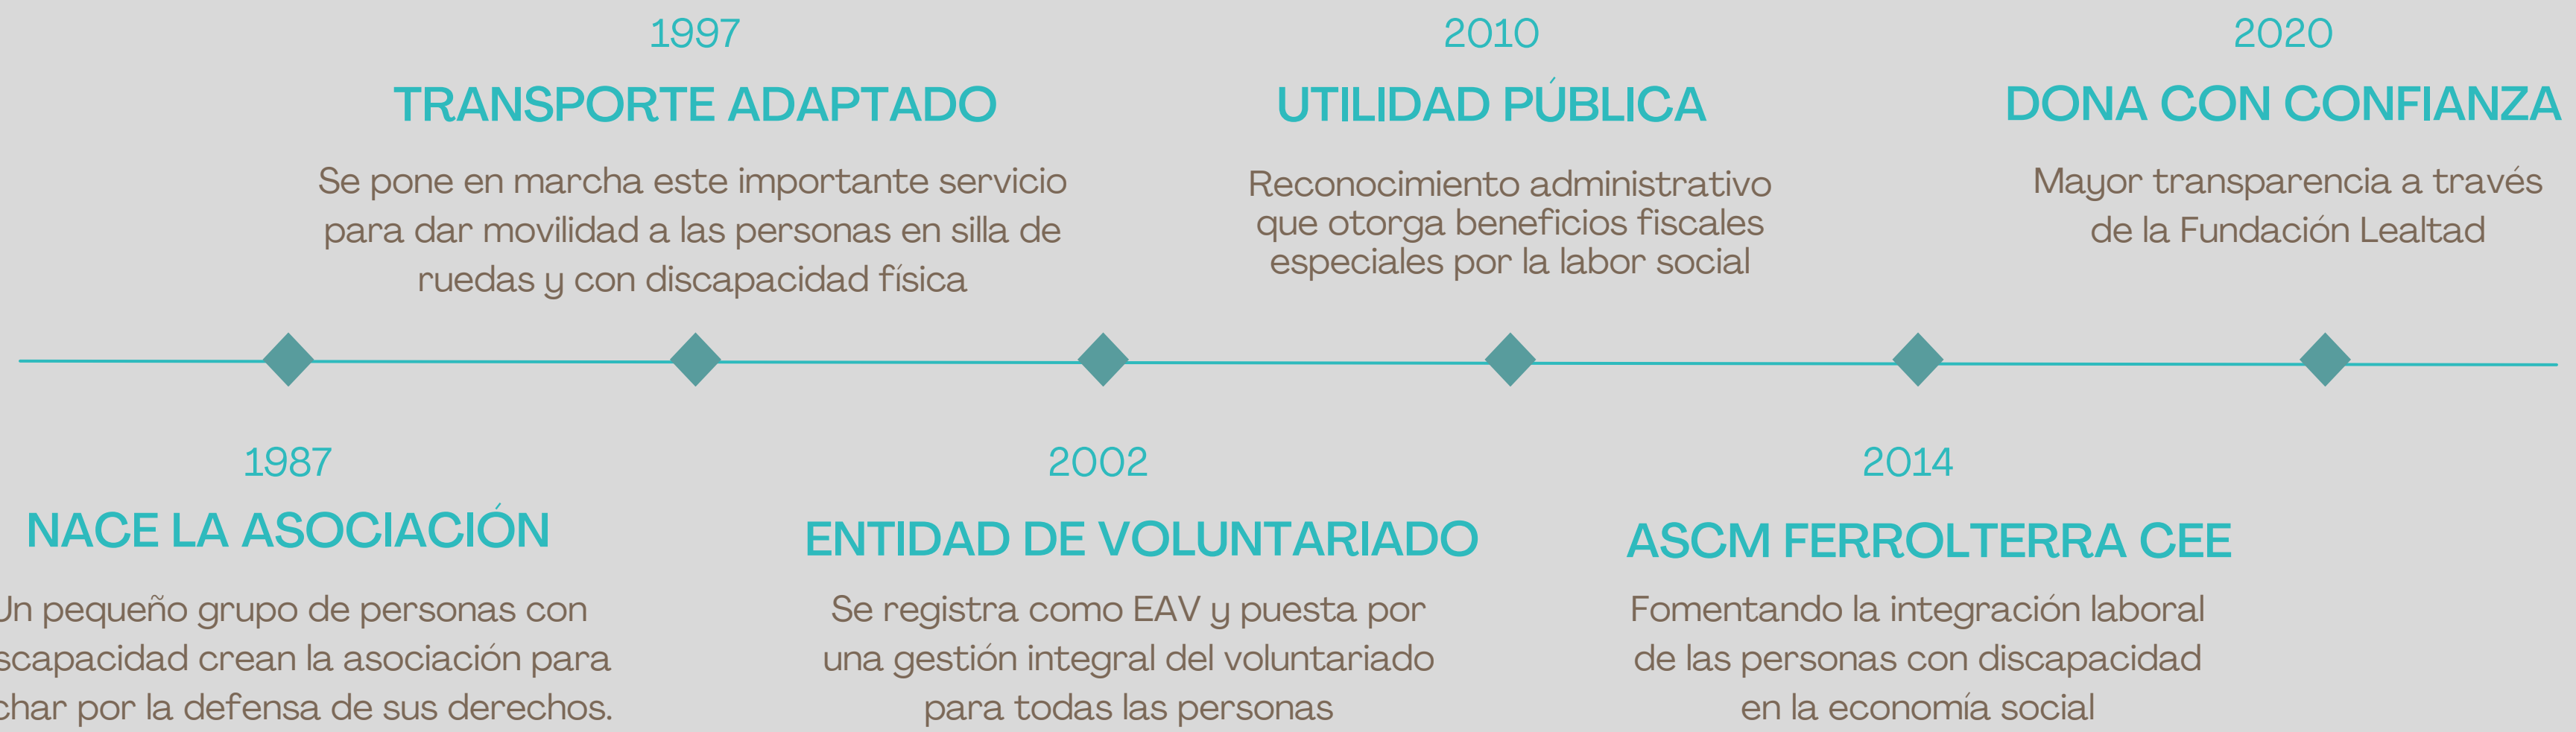 1997
TRANSPORTE ADAPTADO
Se pone en marcha este importante servicio
para dar movilidad a las personas en silla de
ruedas y con discapacidad física
2010
UTILIDAD PÚBLICA
Reconocimiento administrativo
que otorga beneficios fiscales
especiales por la labor social
2020
DONA CON CONFIANZA
Mayor transparencia a través
de la Fundación Lealtad
1987
NACE LA ASOCIACIÓN
Un pequeño grupo de personas con
scapacidad crean la asociación para
char por la defensa de sus derechos.
2002
ENTIDAD DE VOLUNTARIADO
Se registra como EAV y puesta por
una gestión integral del voluntariado
para todas las personas
2014
ASCM FERROLTERRA CEE
Fomentando la integración laboral
de las personas con discapacidad
en la economía social